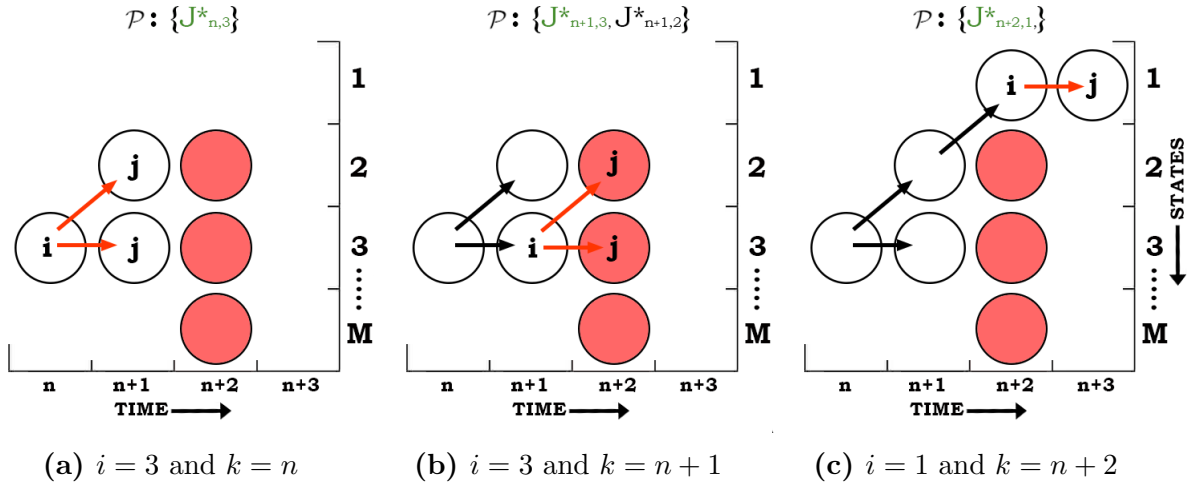 𝒫: {J*n,3}
i
j
j
1
2
3
M
n n+1 n+2 n+3
TIME
(a) i = 3 and k = n
𝒫: {J*n+1,3, J*n+1,2}
i
j
j
1
2
3
M
n n+1 n+2 n+3
TIME
(b) i = 3 and k = n + 1
𝒫: {J*n+2,1,}
i
j
1
2
3
M
STATES
n n+1 n+2 n+3
TIME
(c) i = 1 and k = n + 2